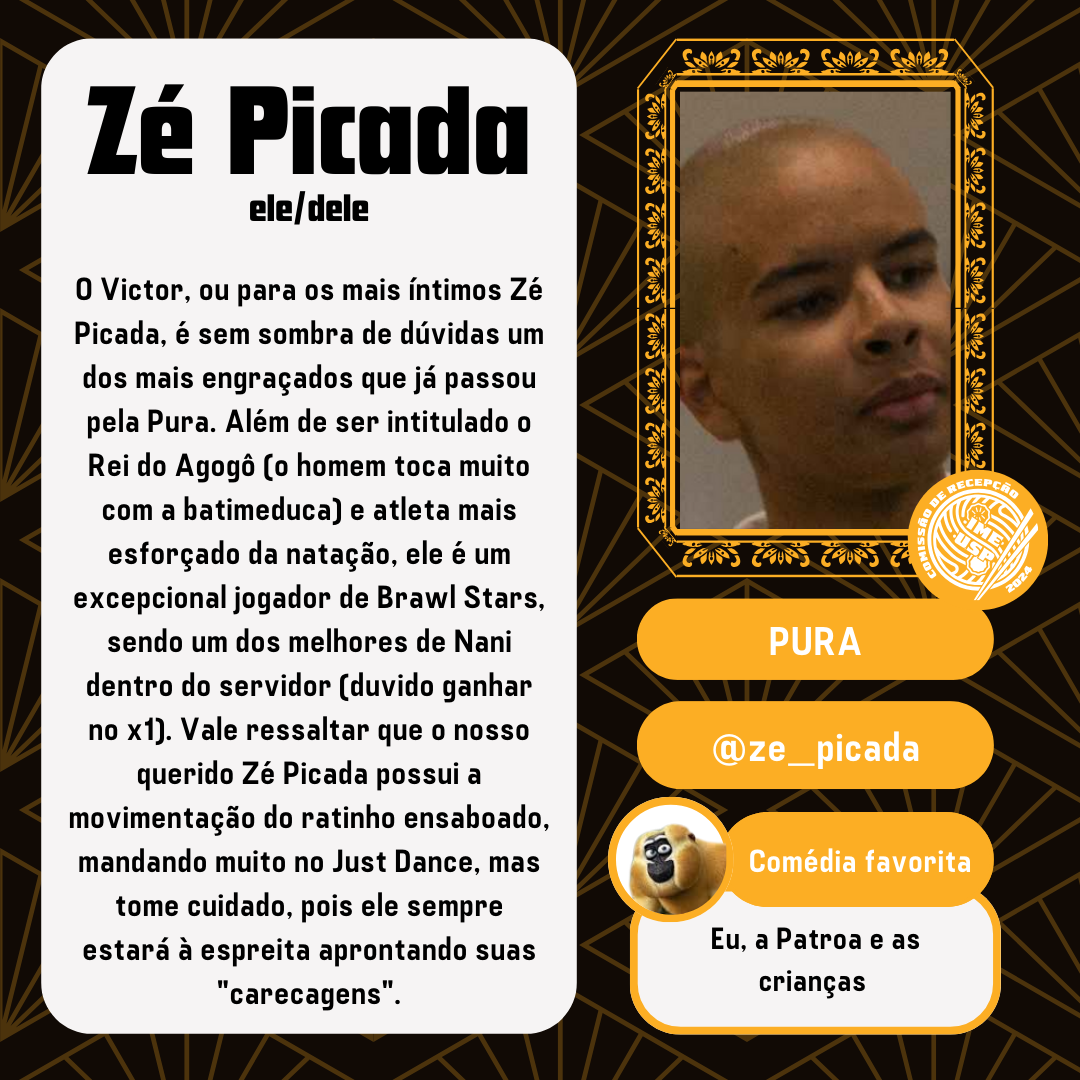 Zé Picada
ele/dele
O Victor, ou para os mais íntimos Zé
Picada, é sem sombra de dúvidas um
dos mais engraçados que já passou
pela Pura. Além de ser intitulado o
Rei do Agogô (o homem toca muito
com a batimeduca) e atleta mais
esforçado da natação, ele é um
excepcional jogador de Brawl Stars,
sendo um dos melhores de Nani
dentro do servidor (duvido ganhar
no x1). Vale ressaltar que o nosso
querido Zé Picada possui a
movimentação do ratinho ensaboado,
mandando muito no Just Dance, mas
tome cuidado, pois ele sempre
estará à espreita aprontando suas
"carecagens".
COMISSÃO DE RECEPÇÃO
IME
USP
2024
PURA
@ze_picada
Comédia favorita
Eu, a Patroa e as
crianças